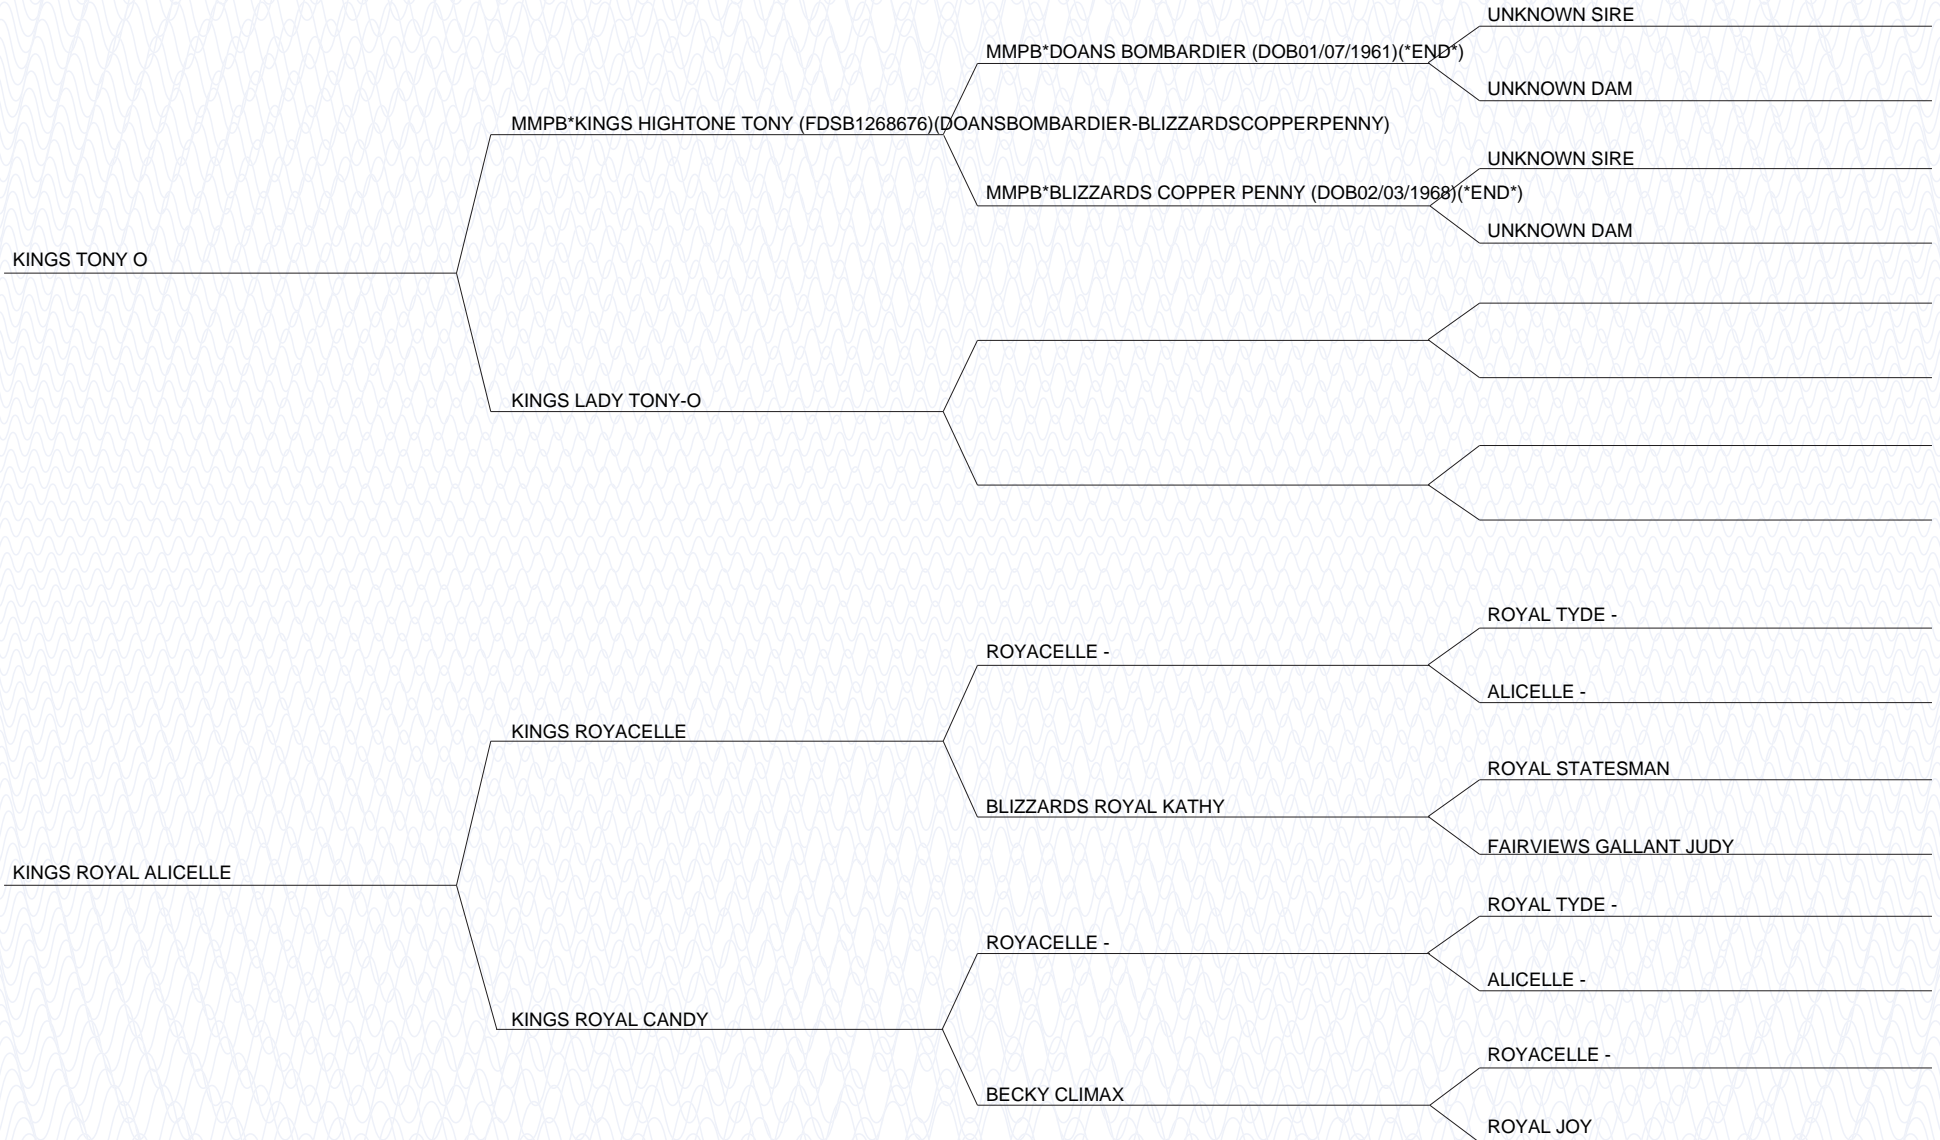 UNKNOWN SIRE
MMPB*DOANS BOMBARDIER (DOB01/07/1961)(*END*)
UNKNOWN DAM
MMPB*KINGS HIGHTONE TONY (FDSB1268676)(DOANSBOMBARDIER-BLIZZARDSCOPPERPENNY)
UNKNOWN SIRE
MMPB*BLIZZARDS COPPER PENNY (DOB02/03/1968)(*END*)
UNKNOWN DAM
KINGS TONY O
KINGS LADY TONY-O
ROYAL TYDE -
ROYACELLE -
ALICELLE -
KINGS ROYACELLE
ROYAL STATESMAN
BLIZZARDS ROYAL KATHY
FAIRVIEWS GALLANT JUDY
KINGS ROYAL ALICELLE
ROYAL TYDE -
ROYACELLE -
ALICELLE -
KINGS ROYAL CANDY
ROYACELLE -
BECKY CLIMAX
ROYAL JOY